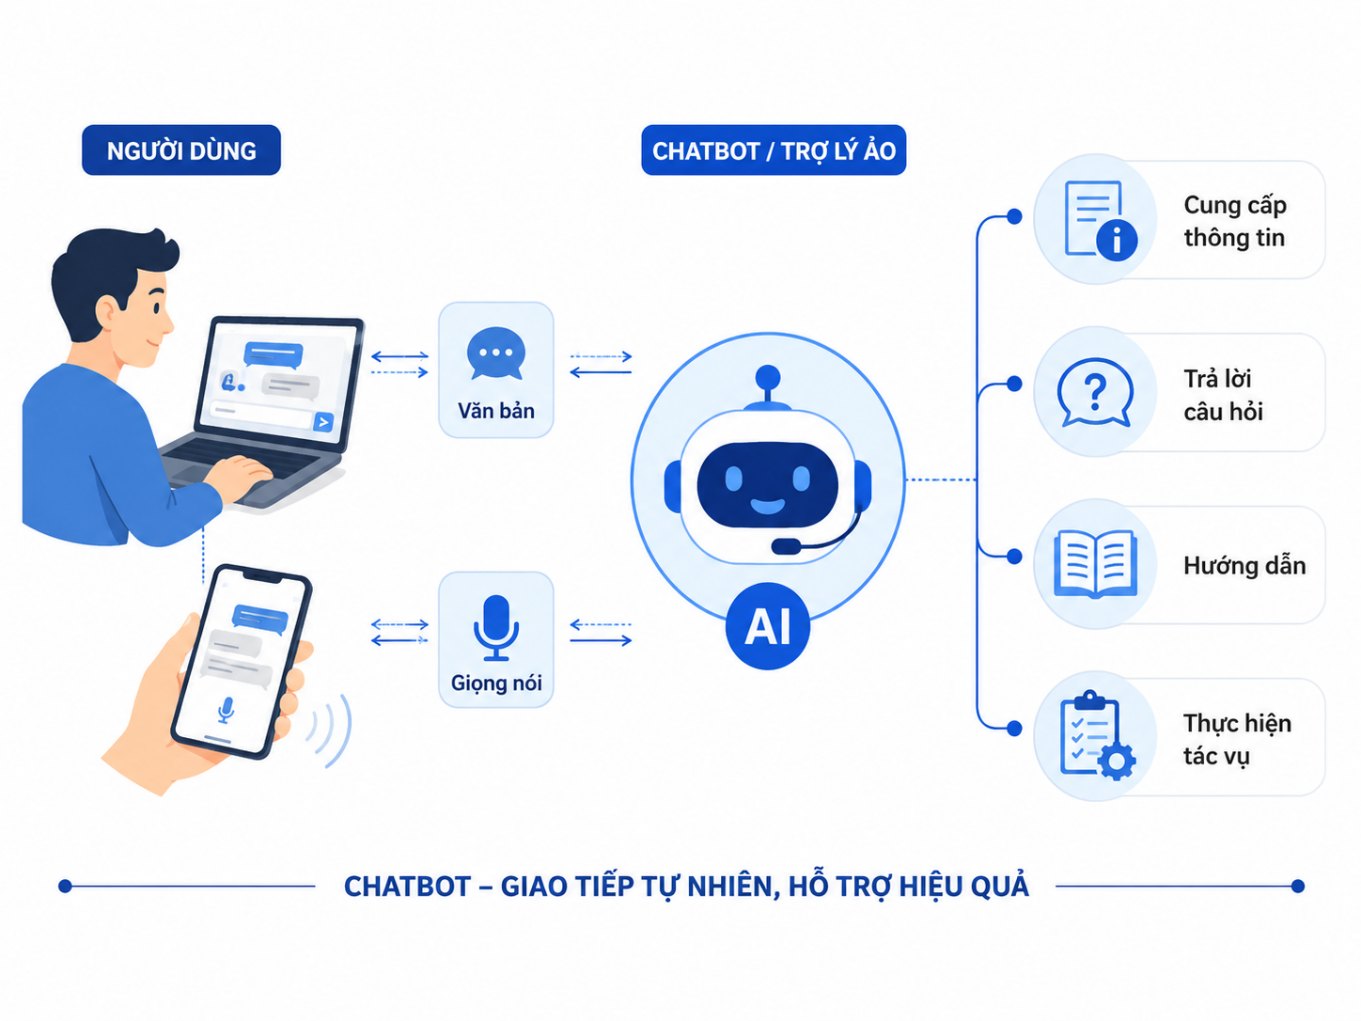 NGƯỜI DÙNG
CHATBOT / TRỢ LÝ ẢO
Văn bản
Giọng nói
AI
Cung cấp
thông tin
Trả lời
câu hỏi
Hướng dẫn
Thực hiện
tác vụ
CHATBOT – GIAO TIẾP TỰ NHIÊN, HỖ TRỢ HIỆU QUẢ